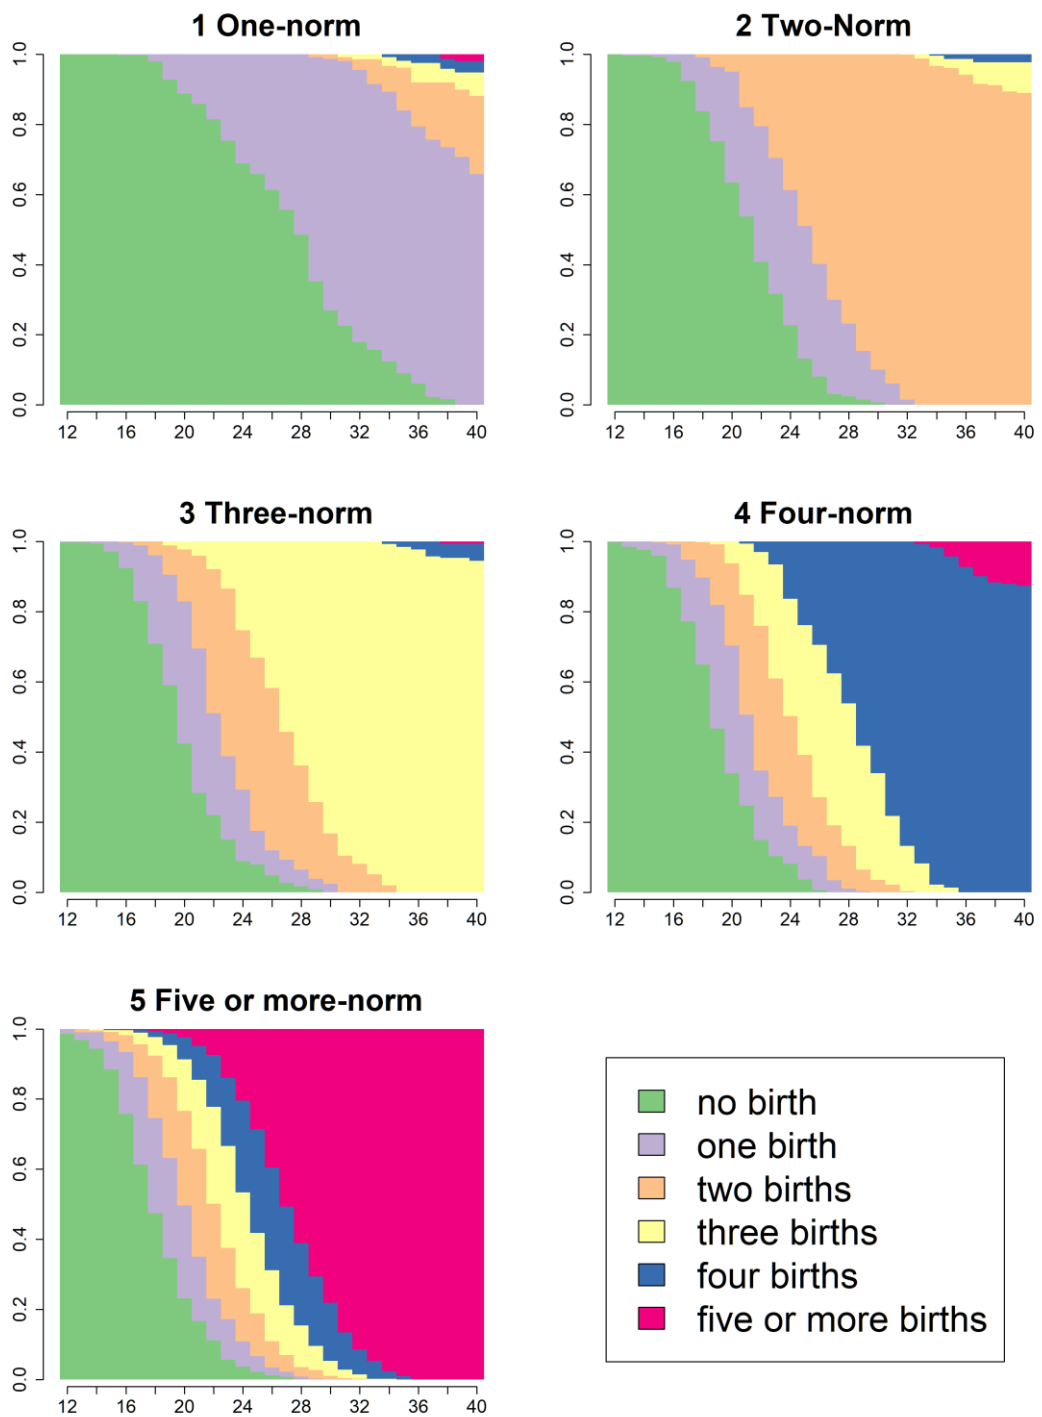 1 One-norm
1.0
0.8
0.6
0.4
0.2
0.0
12 16 20 24 28 32 36 40
2 Two-Norm
1.0
0.8
0.6
0.4
0.2
0.0
12 16 20 24 28 32 36 40
3 Three-norm
1.0
0.8
0.6
0.4
0.2
0.0
12 16 20 24 28 32 36 40
4 Four-norm
1.0
0.8
0.6
0.4
0.2
0.0
12 16 20 24 28 32 36 40
5 Five or more-norm
1.0
0.8
0.6
0.4
0.2
0.0
12 16 20 24 28 32 36 40
no birth
one birth
two births
three births
four births
five or more births